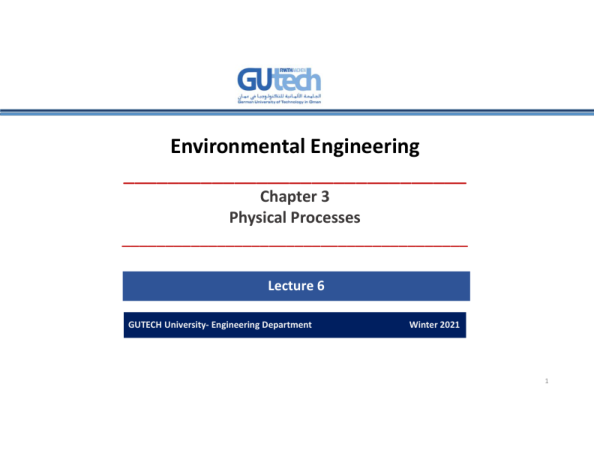 GUtech
RWTH AACHEN
الجامعة الألمانية للتكنولوجيا في عمان
German University of Technology in Oman
Environmental Engineering
Chapter 3
Physical Processes
Lecture 6
GUTECH University- Engineering Department Winter 2021
1